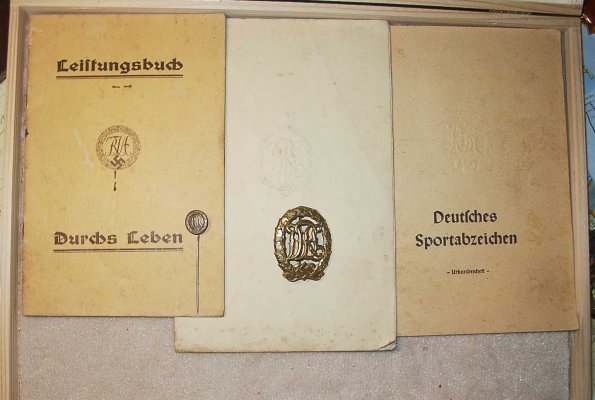 Leistungsbuch
Durchs Leben
Deutsches
Sportabzeichen
- Urkundenheft -